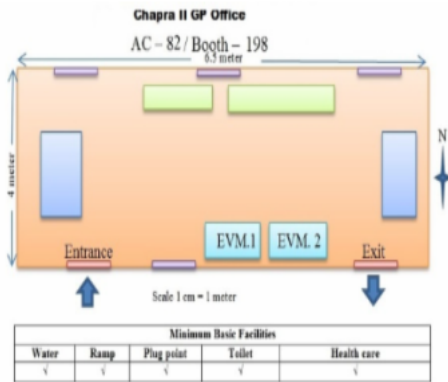 Chapra II GP Office
AC – 82 / Booth – 198
6.5 meter
4 meter
N
EVM.1 EVM. 2
Entrance Exit
Scale 1 cm = 1 meter
Minimum Basic Facilities
Water Ramp Plug point Toilet Health care
√ √ √ √ √